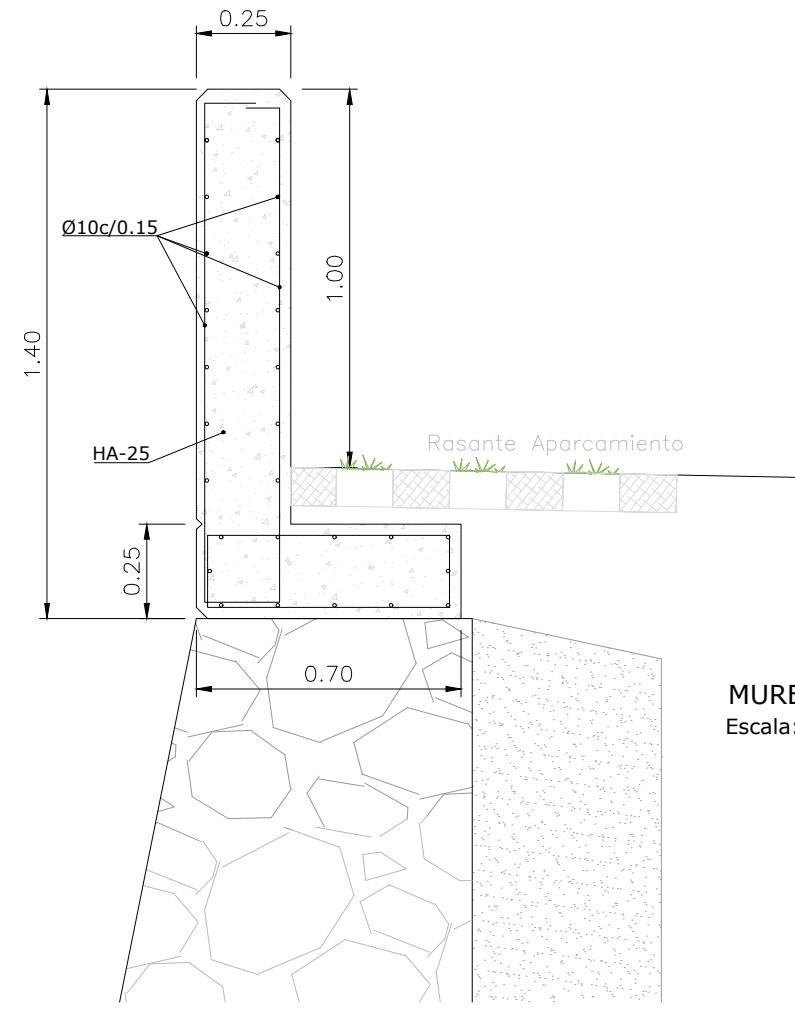 0.25
Ø10c/0.15
1.00
1.40
HA-25
Rasante Aparcamiento
0.25
0.70
MURE
Escala: